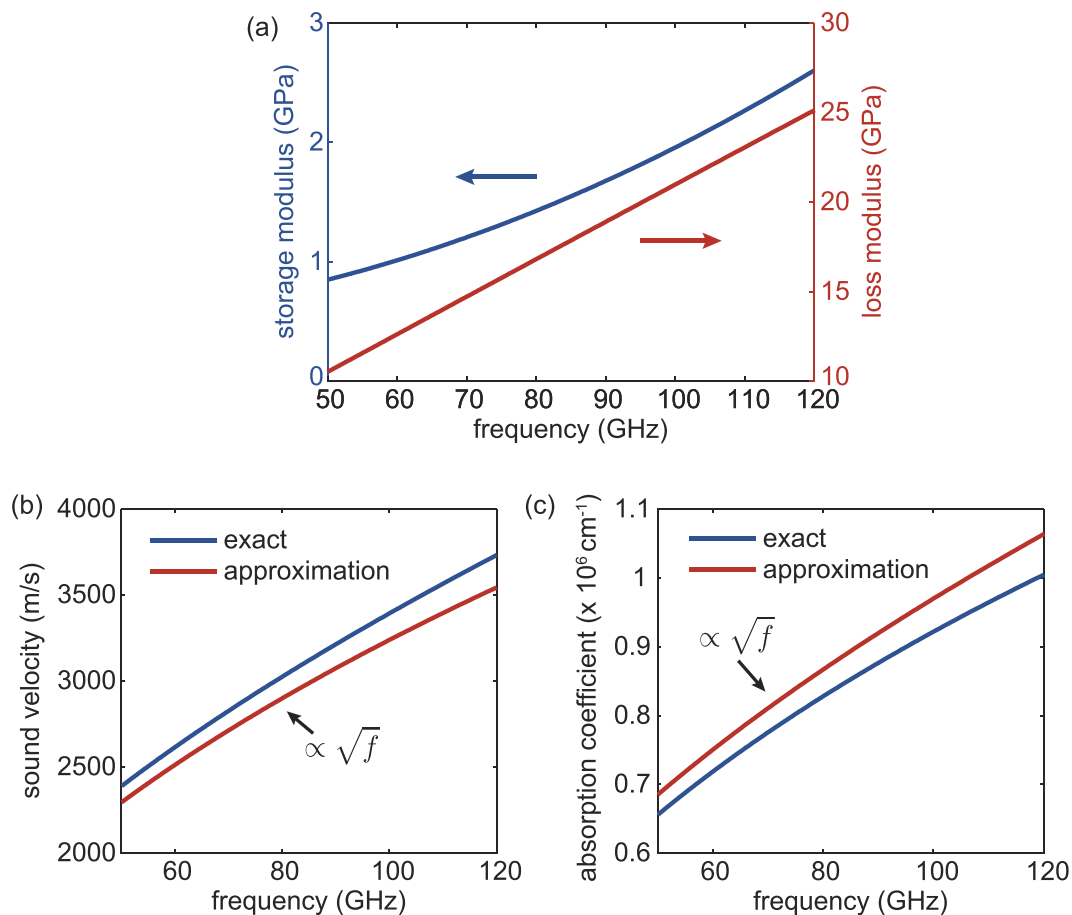 (a)
3
2
1
0
storage modulus (GPa)
30
25
20
15
10
loss modulus (GPa)
50 60 70 80 90 100 110 120
frequency (GHz)
(b)
4000
3500
3000
2500
2000
sound velocity (m/s)
exact
approximation
∝ √f
60 80 100 120
frequency (GHz)
(c)
1.1
1
0.9
0.8
0.7
0.6
absorption coefficient (x 10⁶ cm⁻¹)
exact
approximation
∝ √f
60 80 100 120
frequency (GHz)